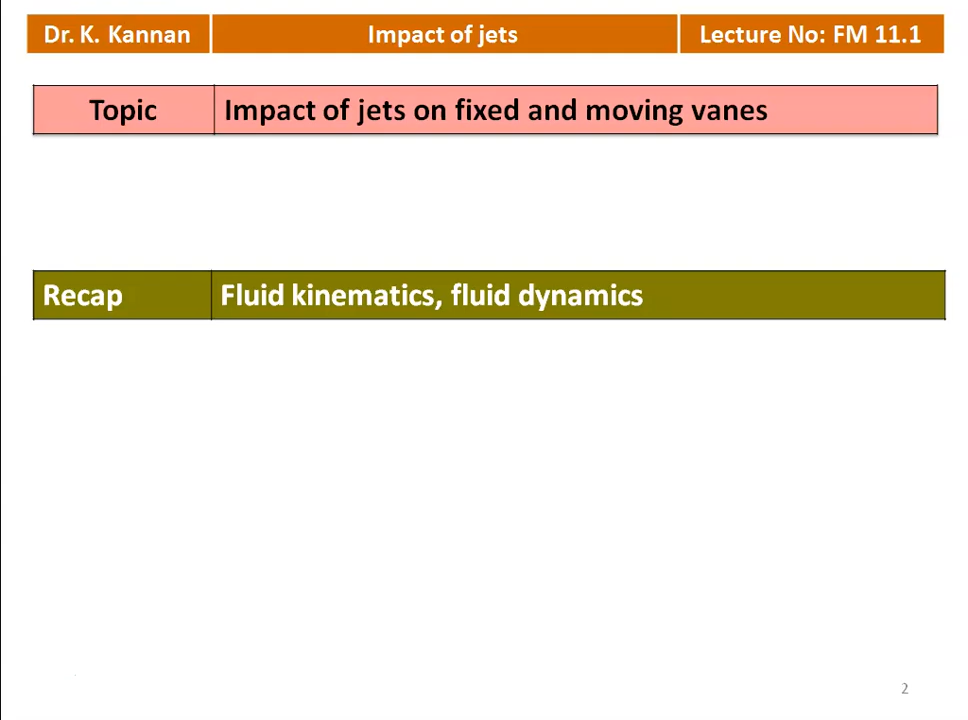 Dr. K. Kannan Impact of jets Lecture No: FM 11.1
Topic Impact of jets on fixed and moving vanes
Recap Fluid kinematics, fluid dynamics
2